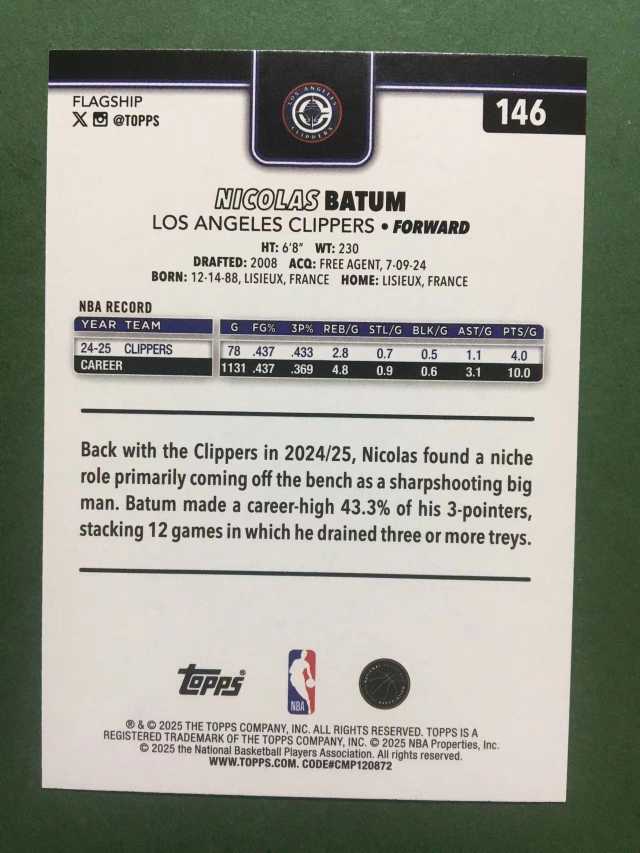 FLAGSHIP
@TOPPS
LOS ANGELES
CLIPPERS
146
NICOLAS BATUM
LOS ANGELES CLIPPERS • FORWARD
HT: 6'8" WT: 230
DRAFTED: 2008 ACQ: FREE AGENT, 7-09-24
BORN: 12-14-88, LISIEUX, FRANCE HOME: LISIEUX, FRANCE
NBA RECORD
YEAR TEAM G FG% 3P% REB/G STL/G BLK/G AST/G PTS/G
24-25 CLIPPERS 78 .437 .433 2.8 0.7 0.5 1.1 4.0
CAREER 1131 .437 .369 4.8 0.9 0.6 3.1 10.0
Back with the Clippers in 2024/25, Nicolas found a niche
role primarily coming off the bench as a sharpshooting big
man. Batum made a career-high 43.3% of his 3-pointers,
stacking 12 games in which he drained three or more treys.
topps®
NBA
® & © 2025 THE TOPPS COMPANY, INC. ALL RIGHTS RESERVED. TOPPS IS A
REGISTERED TRADEMARK OF THE TOPPS COMPANY, INC. © 2025 NBA Properties, Inc.
© 2025 the National Basketball Players Association. All rights reserved.
WWW.TOPPS.COM. CODE#CMP120872